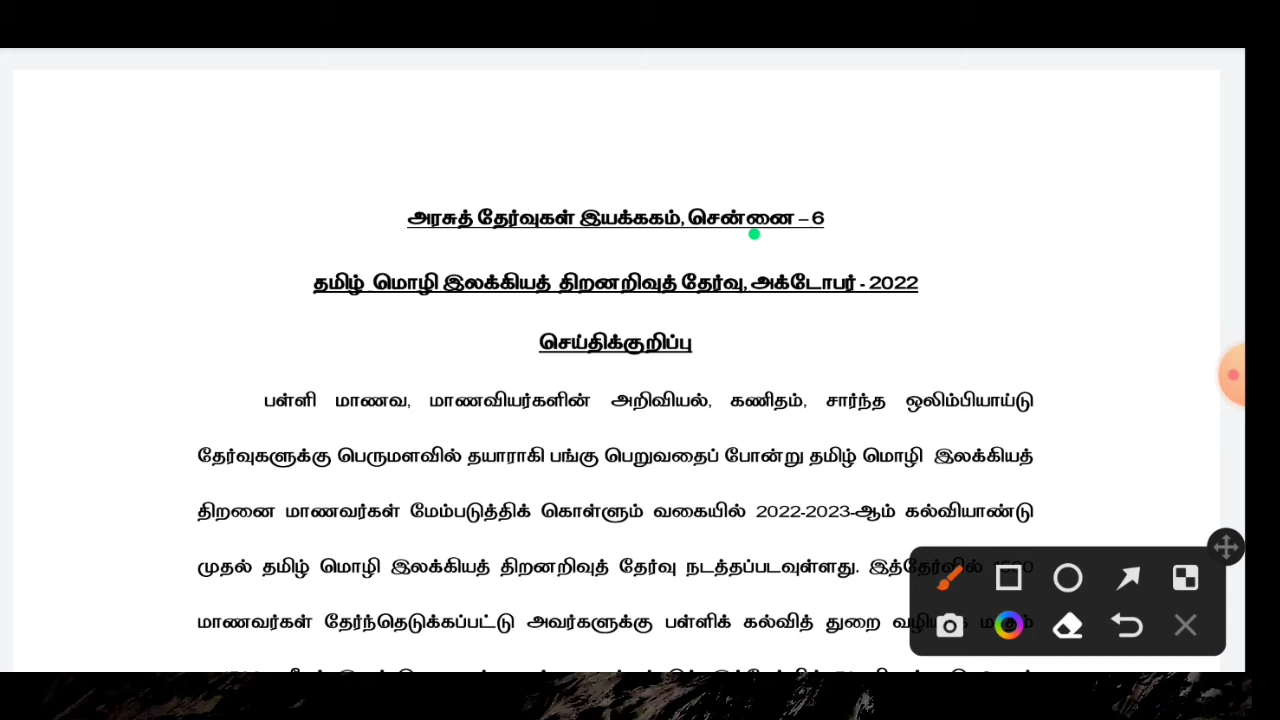 அரசுத் தேர்வுகள் இயக்ககம், சென்னை – 6
தமிழ் மொழி இலக்கியத் திறனறிவுத் தேர்வு, அக்டோபர் - 2022
செய்திக்குறிப்பு
பள்ளி மாணவ, மாணவியர்களின் அறிவியல், கணிதம், சார்ந்த ஒலிம்பியாய்டு
தேர்வுகளுக்கு பெருமளவில் தயாராகி பங்கு பெறுவதைப் போன்று தமிழ் மொழி இலக்கியத்
திறனை மாணவர்கள் மேம்படுத்திக் கொள்ளும் வகையில் 2022-2023-ஆம் கல்வியாண்டு
முதல் தமிழ் மொழி இலக்கியத் திறனறிவுத் தேர்வு நடத்தப்படவுள்ளது. இத்தேர்வில்
மாணவர்கள் தேர்ந்தெடுக்கப்பட்டு அவர்களுக்கு பள்ளிக் கல்வித் துறை